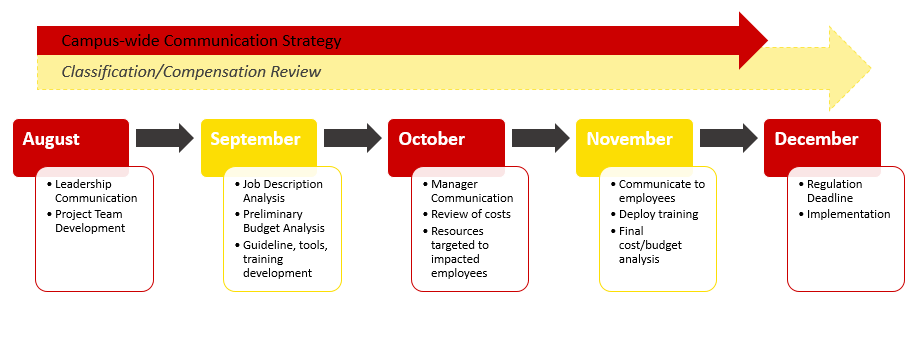 Campus-wide Communication Strategy
Classification/Compensation Review
August
• Leadership
Communication
• Project Team
Development
September
• Job Description
Analysis
• Preliminary
Budget Analysis
• Guideline, tools,
training
development
October
• Manager
Communication
• Review of costs
• Resources
targeted to
impacted
employees
November
• Communicate to
employees
• Deploy training
• Final
cost/budget
analysis
December
• Regulation
Deadline
• Implementation